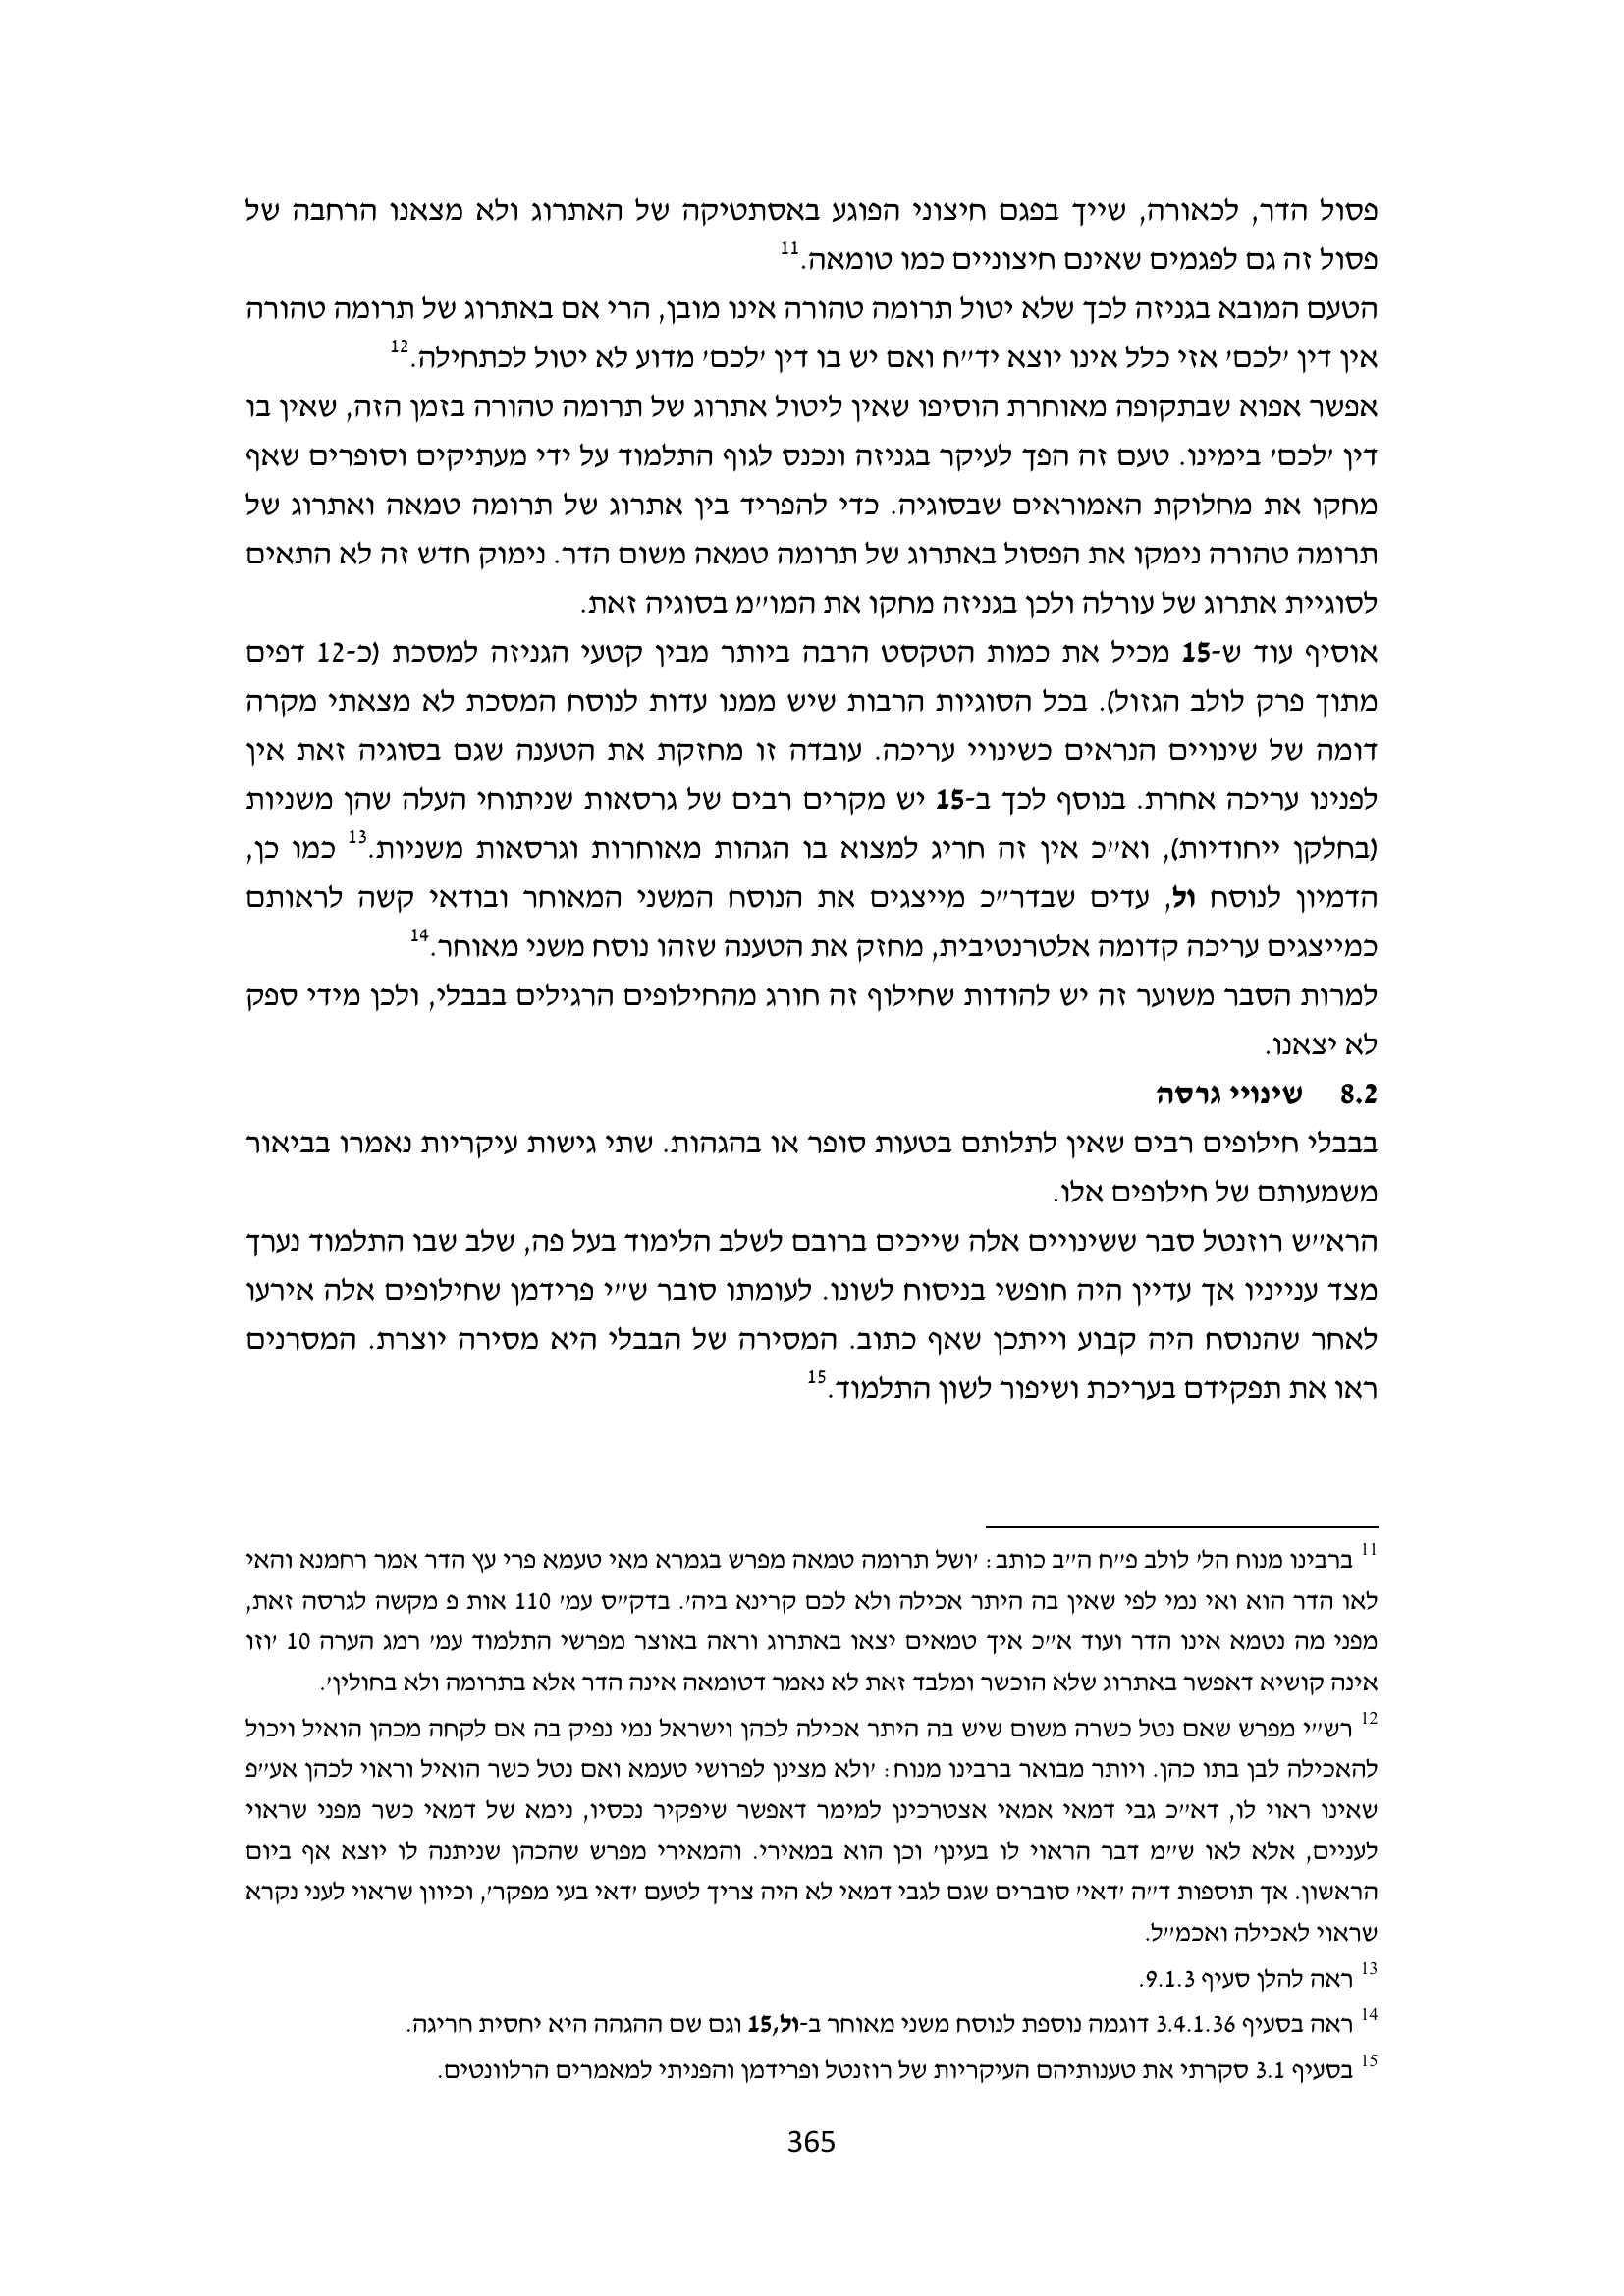 פסול הדר, לכאורה, שייך בפגם חיצוני הפוגע באסתטיקה של האתרוג ולא מצאנו הרחבה של
פסול זה גם לפגמים שאינם חיצוניים כמו טומאה.11
הטעם המובא בגניזה לכך שלא יטול תרומה טהורה אינו מובן, הרי אם באתרוג של תרומה טהורה
אין דין 'לכם' אזי כלל אינו יוצא יד"ח ואם יש בו דין 'לכם' מדוע לא יטול לכתחילה.12
אפשר אפוא שבתקופה מאוחרת הוסיפו שאין ליטול אתרוג של תרומה טהורה בזמן הזה, שאין בו
דין 'לכם' בימינו. טעם זה הפך לעיקר בגניזה ונכנס לגוף התלמוד על ידי מעתיקים וסופרים שאף
מחקו את מחלוקת האמוראים שבסוגיה. כדי להפריד בין אתרוג של תרומה טמאה ואתרוג של
תרומה טהורה נימקו את הפסול באתרוג של תרומה טמאה משום הדר. נימוק חדש זה לא התאים
לסוגיית אתרוג של עורלה ולכן בגניזה מחקו את המו"מ בסוגיה זאת.
אוסיף עוד ש-15 מכיל את כמות הטקסט הרבה ביותר מבין קטעי הגניזה למסכת (כ-12 דפים
מתוך פרק לולב הגזול). בכל הסוגיות הרבות שיש ממנו עדות לנוסח המסכת לא מצאתי מקרה
דומה של שינויים הנראים כשינויי עריכה. עובדה זו מחזקת את הטענה שגם בסוגיה זאת אין
לפנינו עריכה אחרת. בנוסף לכך ב-15 יש מקרים רבים של גרסאות שניתוחי העלה שהן משניות
(בחלקן ייחודיות), וא"כ אין זה חריג למצוא בו הגהות מאוחרות וגרסאות משניות.13 כמו כן,
הדמיון לנוסח ול, עדים שבדר"כ מייצגים את הנוסח המשני המאוחר ובודאי קשה לראותם
כמייצגים עריכה קדומה אלטרנטיבית, מחזק את הטענה שזהו נוסח משני מאוחר.14
למרות הסבר משוער זה יש להודות שחילוף זה חורג מהחילופים הרגילים בבבלי, ולכן מידי ספק
לא יצאנו.
8.2 שינויי גרסה
בבבלי חילופים רבים שאין לתלותם בטעות סופר או בהגהות. שתי גישות עיקריות נאמרו בביאור
משמעותם של חילופים אלו.
הרא"ש רוזנטל סבר ששינויים אלה שייכים ברובם לשלב הלימוד בעל פה, שלב שבו התלמוד נערך
מצד ענייניו אך עדיין היה חופשי בניסוח לשונו. לעומתו סובר ש"י פרידמן שחילופים אלה אירעו
לאחר שהנוסח היה קבוע וייתכן שאף כתוב. המסירה של הבבלי היא מסירה יוצרת. המסרנים
ראו את תפקידם בעריכת ושיפור לשון התלמוד.15
11 ברבינו מנוח הל' לולב פ"ח ה"ב כותב: 'ושל תרומה טמאה מפרש בגמרא מאי טעמא פרי עץ הדר אמר רחמנא והאי
לאו הדר הוא ואי נמי לפי שאין בה היתר אכילה ולא לכם קרינא ביה'. בדק"ס עמ' 110 אות פ מקשה לגרסה זאת,
מפני מה נטמא אינו הדר ועוד א"כ איך טמאים יצאו באתרוג וראה באוצר מפרשי התלמוד עמ' רמג הערה 10 'וזו
אינה קושיא דאפשר באתרוג שלא הוכשר ומלבד זאת לא נאמר דטומאה אינה הדר אלא בתרומה ולא בחולין'.
12 רש"י מפרש שאם נטל כשרה משום שיש בה היתר אכילה לכהן וישראל נמי נפיק בה אם לקחה מכהן הואיל ויכול
להאכילה לבן בתו כהן. ויותר מבואר ברבינו מנוח: 'ולא מצינן לפרושי טעמא ואם נטל כשר הואיל וראוי לכהן אע"פ
שאינו ראוי לו, דא"כ גבי דמאי אמאי אצטרכינן למימר דאפשר שיפקיר נכסיו, נימא של דמאי כשר מפני שראוי
לעניים, אלא לאו ש"מ דבר הראוי לו בעינן' וכן הוא במאירי. והמאירי מפרש שהכהן שניתנה לו יוצא אף ביום
הראשון. אך תוספות ד"ה 'דאי' סוברים שגם לגבי דמאי לא היה צריך לטעם 'דאי בעי מפקר', וכיוון שראוי לעני נקרא
שראוי לאכילה ואכמ"ל.
13 ראה להלן סעיף 9.1.3.
14 ראה בסעיף 3.4.1.36 דוגמה נוספת לנוסח משני מאוחר ב-ול,15 וגם שם ההגהה היא יחסית חריגה.
15 בסעיף 3.1 סקרתי את טענותיהם העיקריות של רוזנטל ופרידמן והפניתי למאמרים הרלוונטים.
365